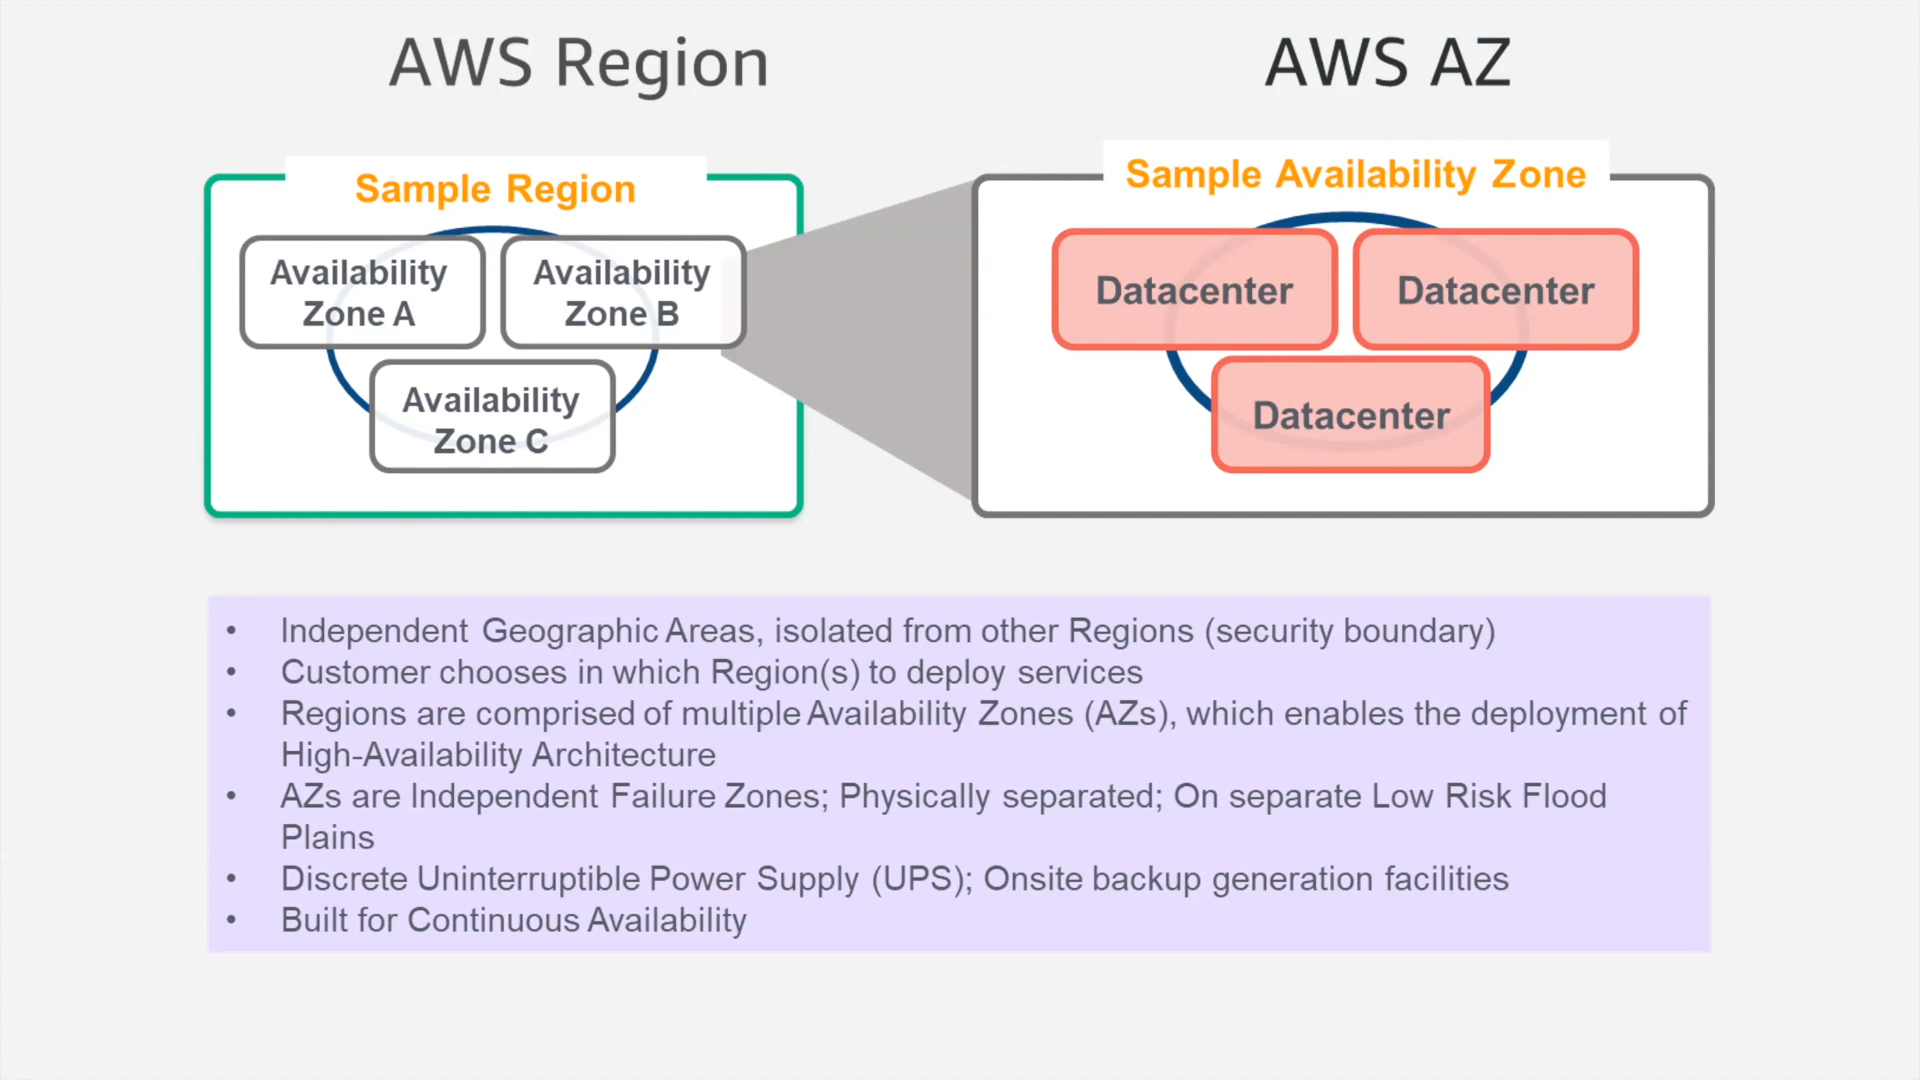 AWS Region
AWS AZ
Sample Region
Availability
Zone A
Availability
Zone B
Availability
Zone C
Sample Availability Zone
Datacenter
Datacenter
Datacenter
• Independent Geographic Areas, isolated from other Regions (security boundary)
• Customer chooses in which Region(s) to deploy services
• Regions are comprised of multiple Availability Zones (AZs), which enables the deployment of
High-Availability Architecture
• AZs are Independent Failure Zones; Physically separated; On separate Low Risk Flood
Plains
• Discrete Uninterruptible Power Supply (UPS); Onsite backup generation facilities
• Built for Continuous Availability